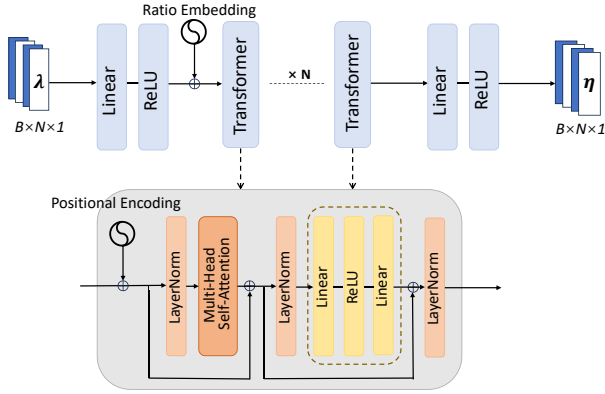 Ratio Embedding
λ
B×N×1
Linear
ReLU
Transformer
× N
Transformer
Linear
ReLU
η
B×N×1
Positional Encoding
LayerNorm
Multi-Head
Self-Attention
LayerNorm
Linear
ReLU
Linear
LayerNorm